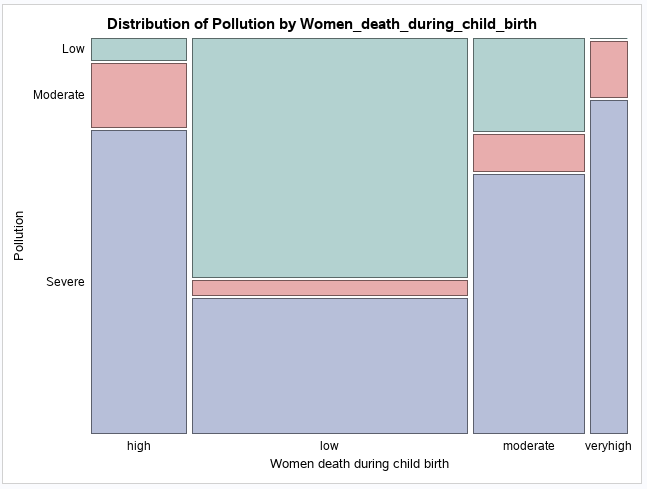 Distribution of Pollution by Women_death_during_child_birth
Low
Moderate
Severe
Pollution
high
low
moderate
veryhigh
Women death during child birth